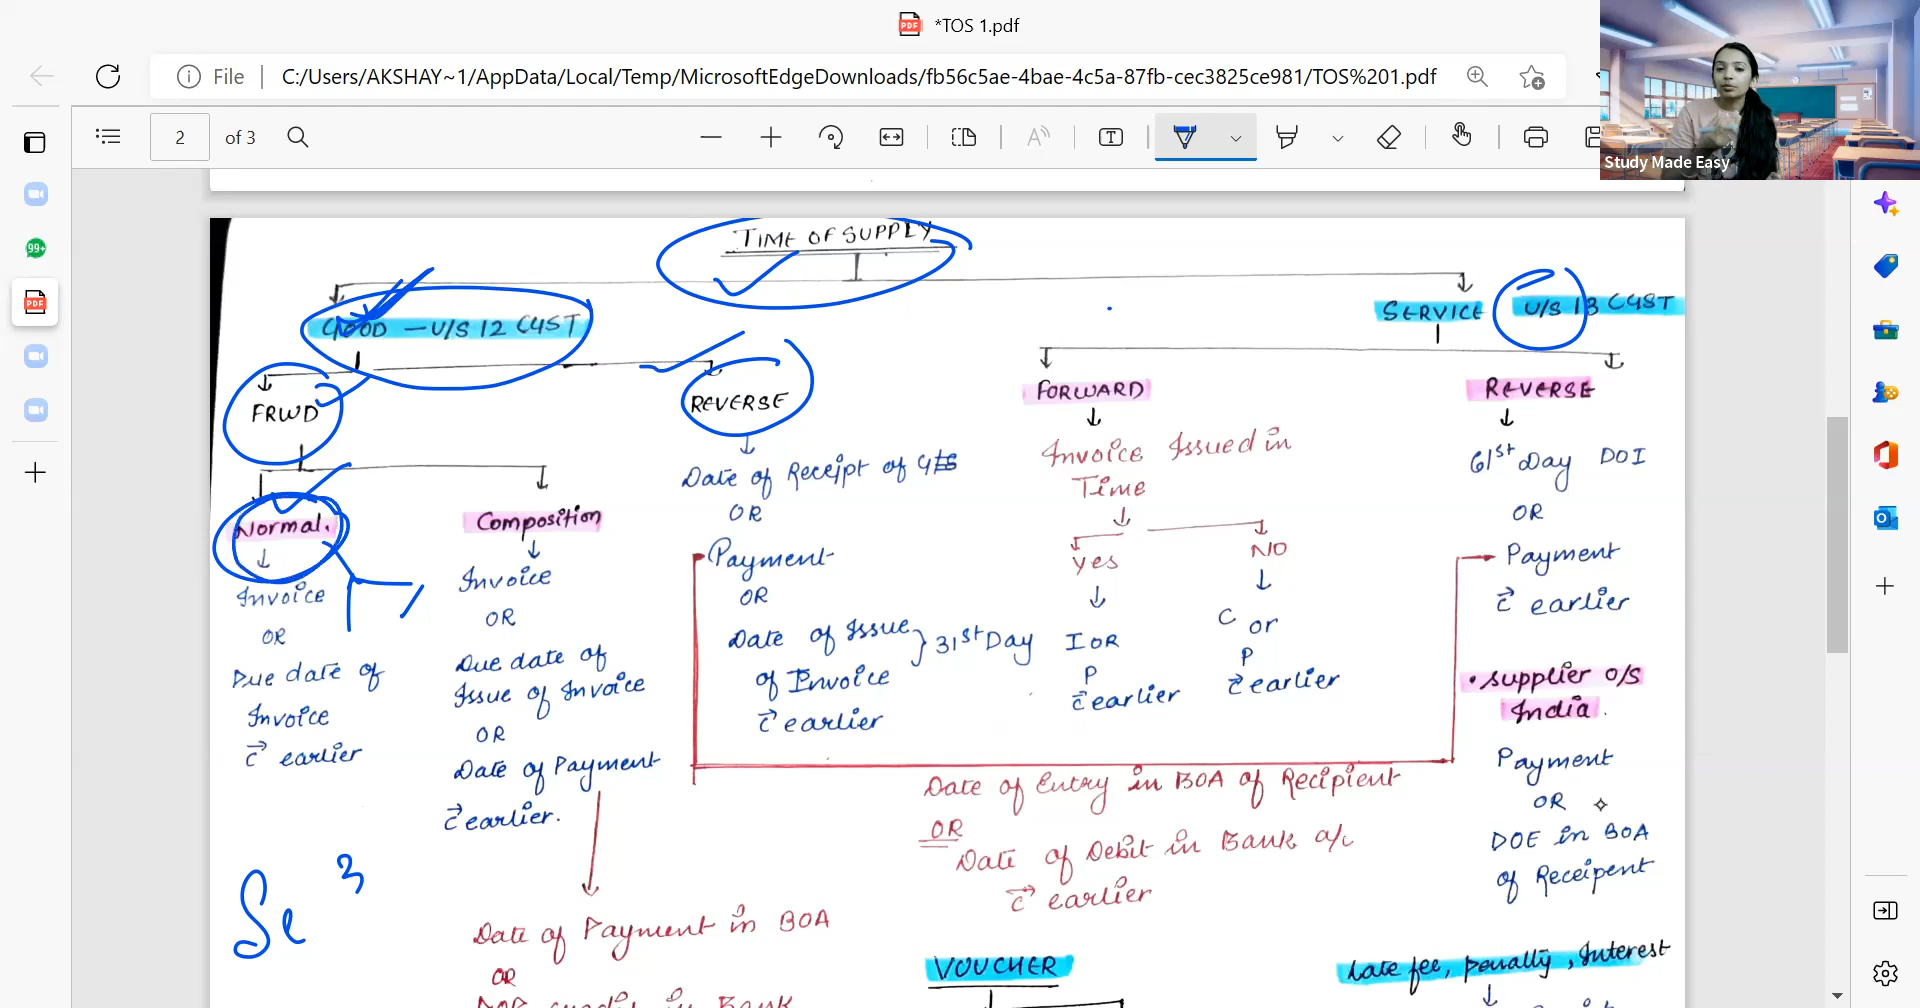 *TOS 1.pdf
File
C:/Users/AKSHAY~1/AppData/Local/Temp/MicrosoftEdgeDownloads/fb56c5ae-4bae-4c5a-87fb-cec3825ce981/TOS%201.pdf
2 of 3
Study Made Easy
99+
PDF
TIME OF SUPPLY
GOOD - U/S 12 CGST
SERVICE U/S 13 CGST
FRWD
REVERSE
FORWARD
REVERSE
Normal.
↓
Invoice
OR
Due date of
Invoice
c⃗ earlier
Composition
↓
Invoice
OR
Due date of
Issue of Invoice
OR
Date of Payment
c⃗ earlier.
Date of Payment in BOA
OR
Date of Receipt of
OR
Payment
OR
Date of Issue
of Invoice } 31st Day
c⃗ earlier
Invoice Issued in
Time
Yes
↓
I OR
P
c⃗ earlier
NO
↓
C or
P
c⃗ earlier
61st Day DOI
OR
Payment
c⃗ earlier
• Supplier O/S
India.
Payment
OR
DOE in BOA
of Receipent
Date of Entry in BOA of Recipient
OR
Date of Debit in Bank a/c
c⃗ earlier
VOUCHER
Late fee, penalty, Interest